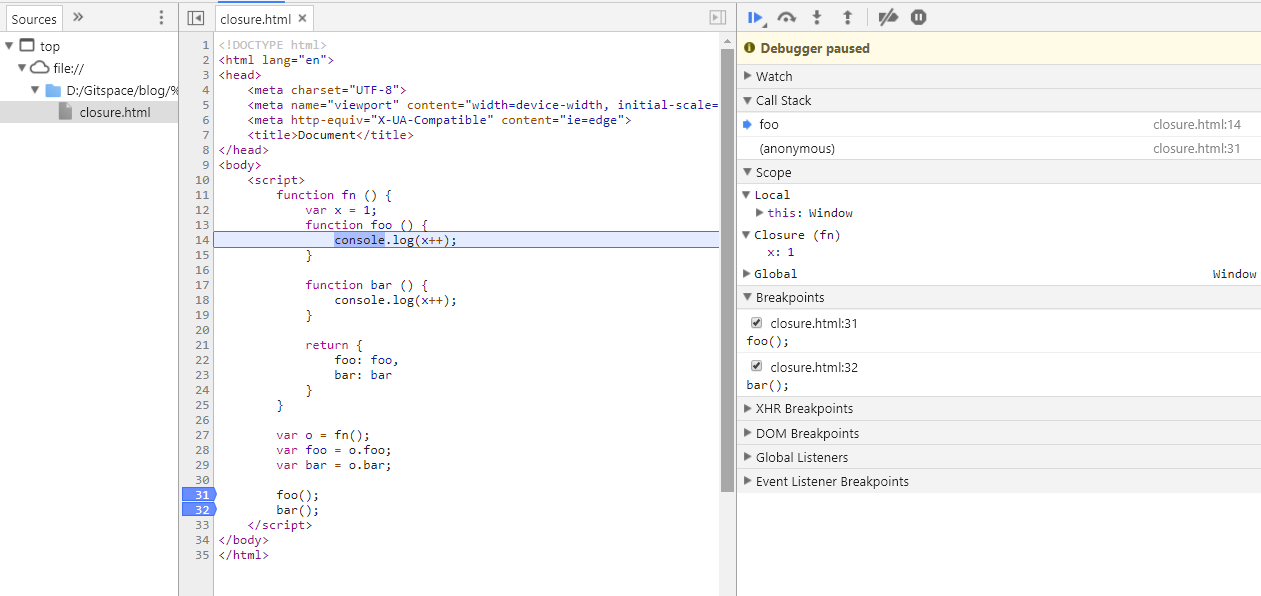 Sources
top
file://
D:/Gitspace/blog/%
closure.html
closure.html ×
1 <!DOCTYPE html>
2 <html lang="en">
3 <head>
4     <meta charset="UTF-8">
5     <meta name="viewport" content="width=device-width, initial-scale=
6     <meta http-equiv="X-UA-Compatible" content="ie=edge">
7     <title>Document</title>
8 </head>
9 <body>
10     <script>
11         function fn () {
12             var x = 1;
13             function foo () {
14                 console.log(x++);
15             }
16
17             function bar () {
18                 console.log(x++);
19             }
20
21             return {
22                 foo: foo,
23                 bar: bar
24             }
25         }
26
27         var o = fn();
28         var foo = o.foo;
29         var bar = o.bar;
30
31         foo();
32         bar();
33     </script>
34 </body>
35 </html>
Debugger paused
Watch
Call Stack
foo closure.html:14
(anonymous) closure.html:31
Scope
Local
this: Window
Closure (fn)
x: 1
Global Window
Breakpoints
closure.html:31
foo();
closure.html:32
bar();
XHR Breakpoints
DOM Breakpoints
Global Listeners
Event Listener Breakpoints